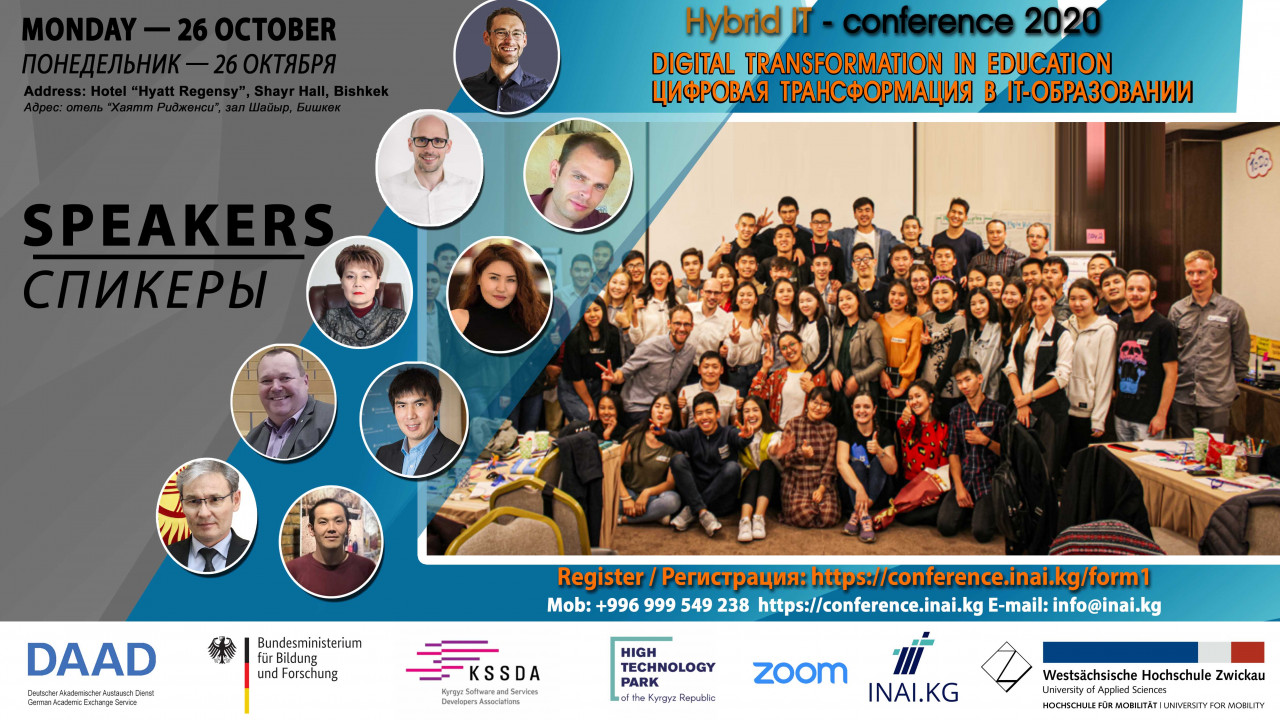 MONDAY — 26 OCTOBER
ПОНЕДЕЛЬНИК — 26 ОКТЯБРЯ
Address: Hotel “Hyatt Regensy”, Shayr Hall, Bishkek
Адрес: отель “Хаятт Ридженси”, зал Шайыр, Бишкек
Hybrid IT - conference 2020
DIGITAL TRANSFORMATION IN EDUCATION
ЦИФРОВАЯ ТРАНСФОРМАЦИЯ В IT-ОБРАЗОВАНИИ
SPEAKERS
СПИКЕРЫ
Register / Регистрация: https://conference.inai.kg/form1
Mob: +996 999 549 238 https://conference.inai.kg E-mail: info@inai.kg
DAAD
Deutscher Akademischer Austausch Dienst
German Academic Exchange Service
Bundesministerium
für Bildung
und Forschung
KSSDA
Kyrgyz Software and Services
Developers Associations
HIGH
TECHNOLOGY
PARK
of the Kyrgyz Republic
zoom
INAI.KG
Westsächsische Hochschule Zwickau
University of Applied Sciences
HOCHSCHULE FÜR MOBILITÄT | UNIVERSITY FOR MOBILITY